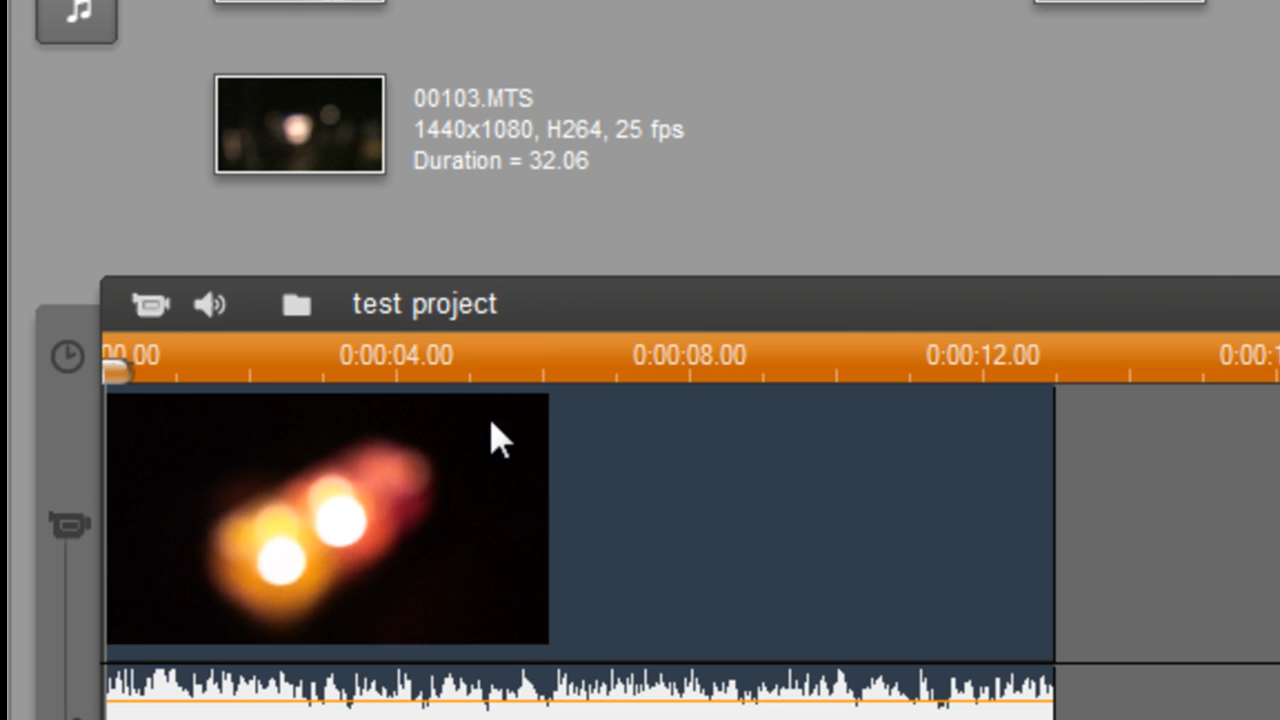 00103.MTS
1440x1080, H264, 25 fps
Duration = 32.06
test project
00.00 0:00:04.00 0:00:08.00 0:00:12.00 0:00:1